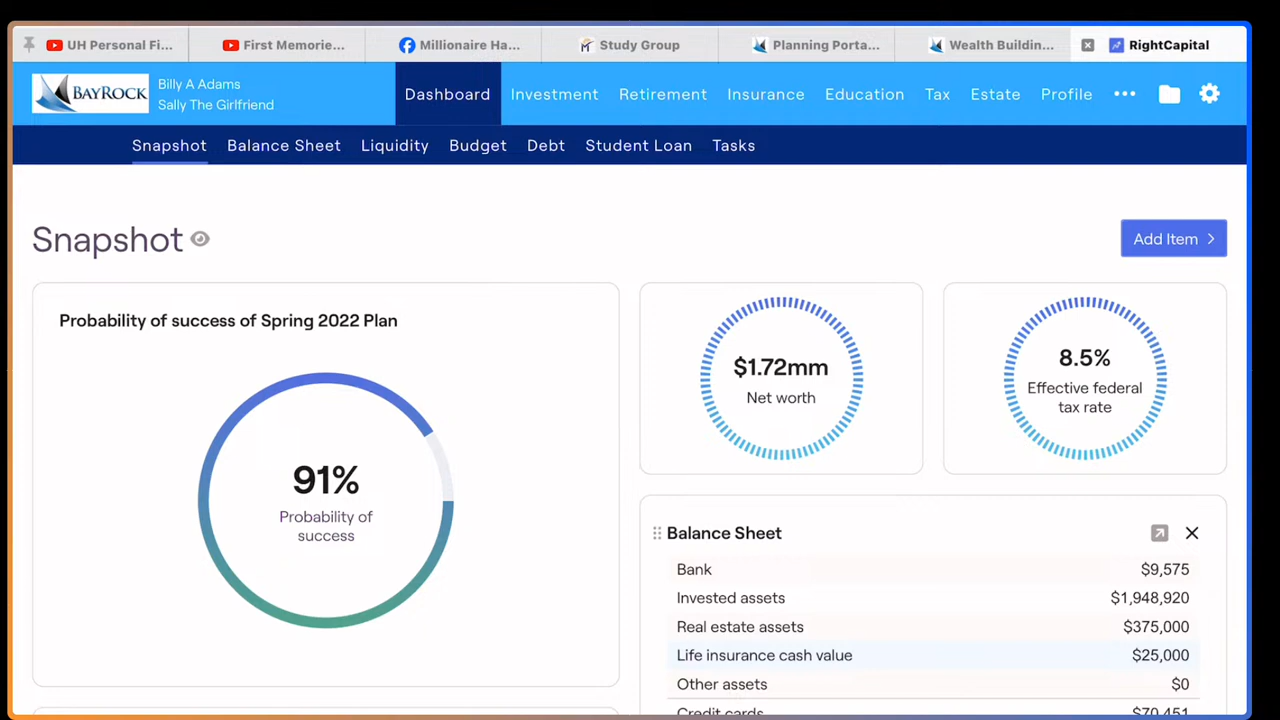 UH Personal Fi...
First Memorie...
Millionaire Ha...
Study Group
Planning Porta...
Wealth Buildin...
RightCapital
BAYROCK
Billy A Adams
Sally The Girlfriend
Dashboard
Investment
Retirement
Insurance
Education
Tax
Estate
Profile
Snapshot
Balance Sheet
Liquidity
Budget
Debt
Student Loan
Tasks
Snapshot
Add Item
Probability of success of Spring 2022 Plan
91%
Probability of
success
$1.72mm
Net worth
8.5%
Effective federal
tax rate
Balance Sheet
Bank $9,575
Invested assets $1,948,920
Real estate assets $375,000
Life insurance cash value $25,000
Other assets $0
Credit cards $70,451